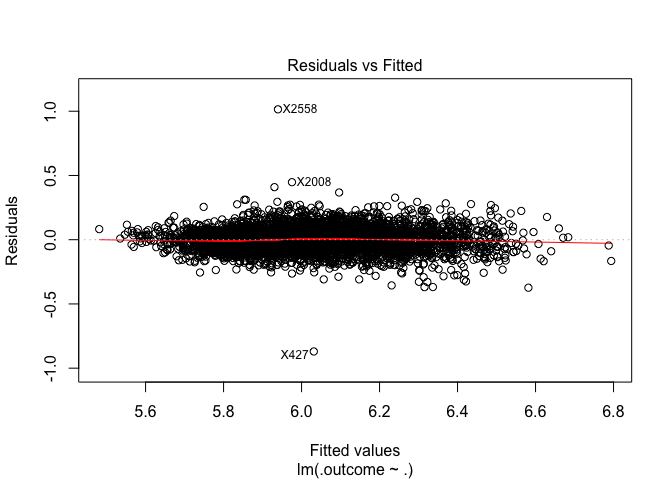 Residuals vs Fitted
Residuals
1.0
0.5
0.0
-0.5
-1.0
X2558
X2008
X427
5.6 5.8 6.0 6.2 6.4 6.6 6.8
Fitted values
lm(.outcome ~ .)